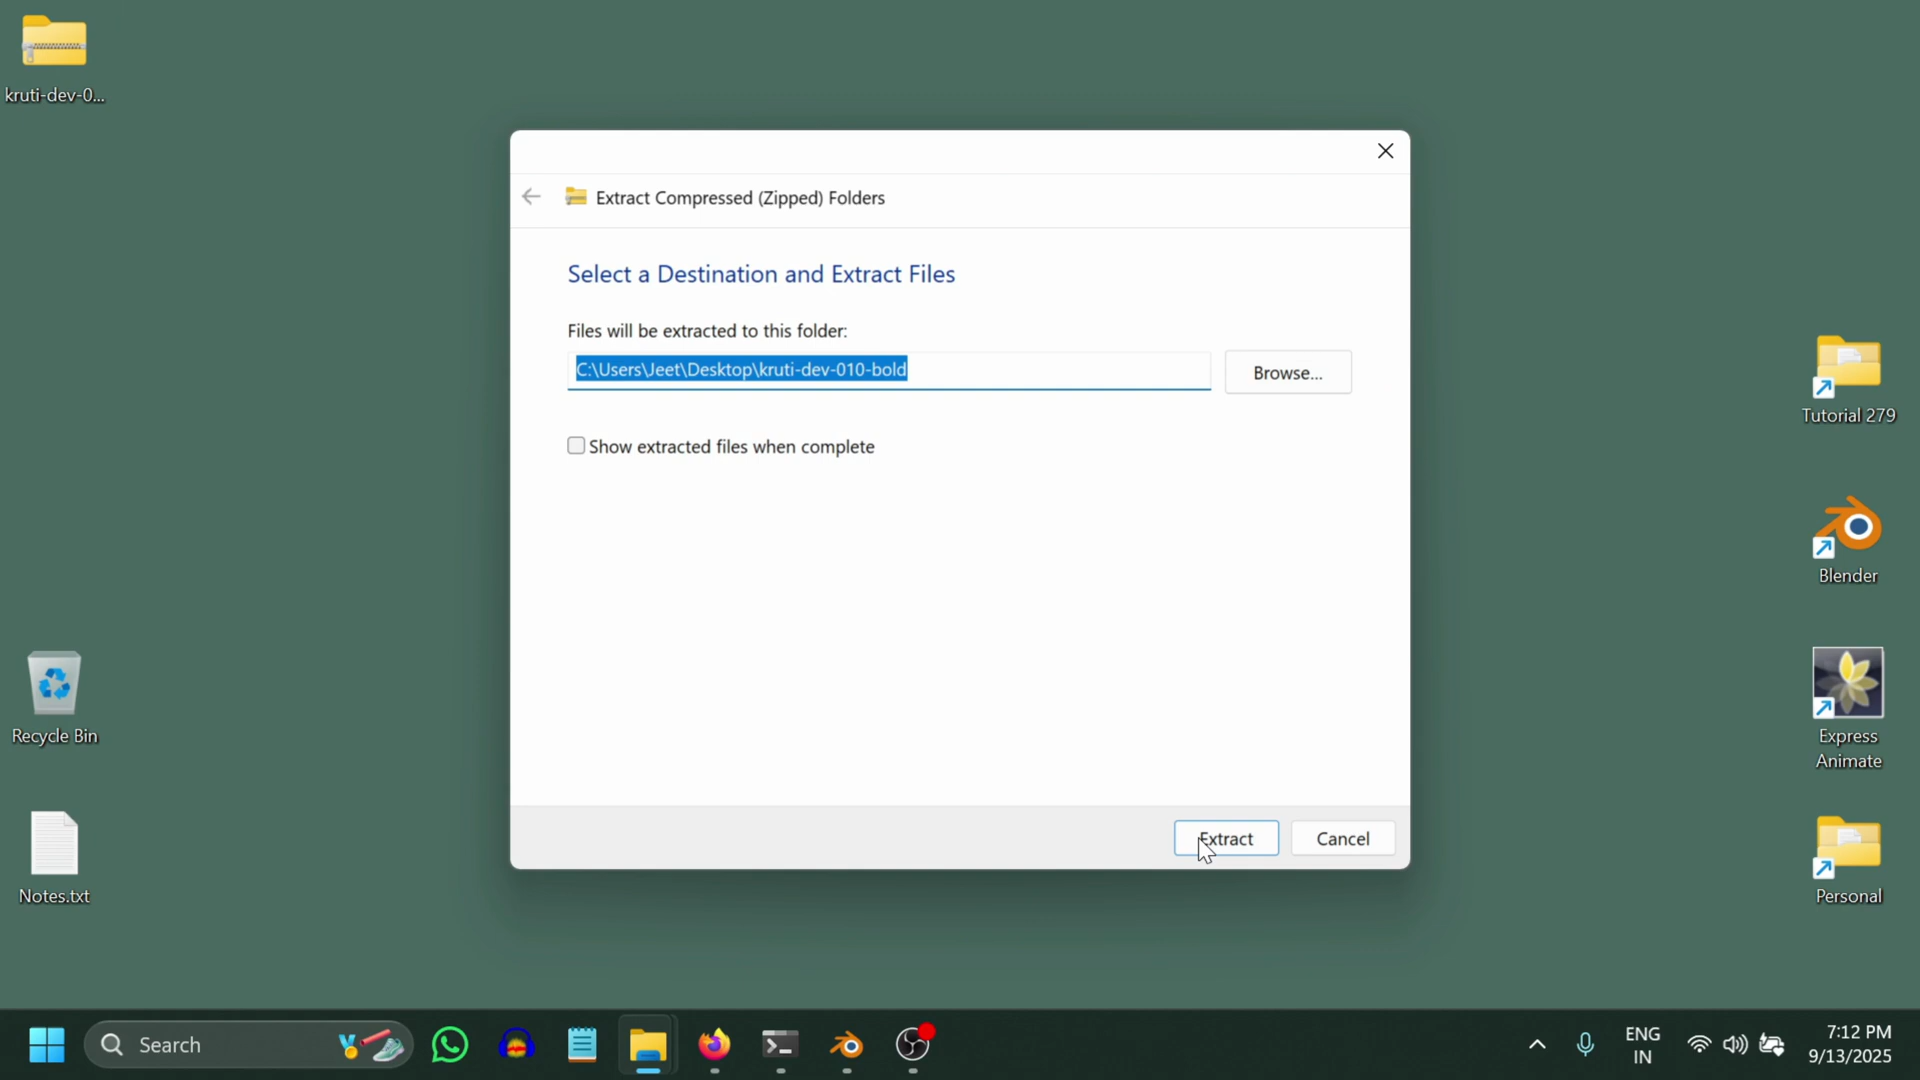 kruti-dev-0...
Extract Compressed (Zipped) Folders
Select a Destination and Extract Files
Files will be extracted to this folder:
C:\Users\Jeet\Desktop\kruti-dev-010-bold
Browse...
Show extracted files when complete
Tutorial 279
Blender
Recycle Bin
Express
Animate
Extract
Cancel
Notes.txt
Personal
Search
ENG
IN
7:12 PM
9/13/2025